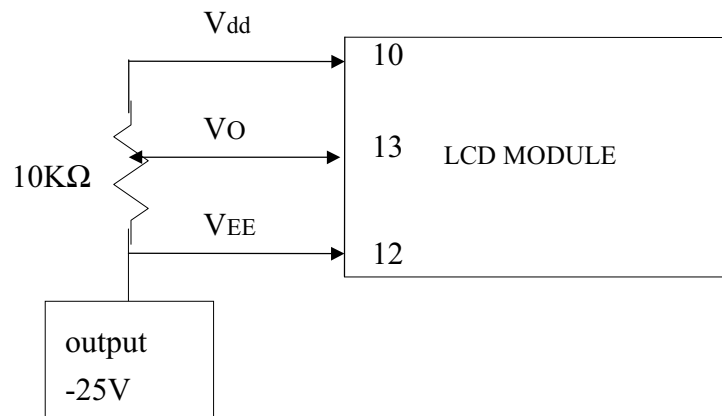 Vdd
10
VO
13
LCD MODULE
10KΩ
VEE
12
output
-25V